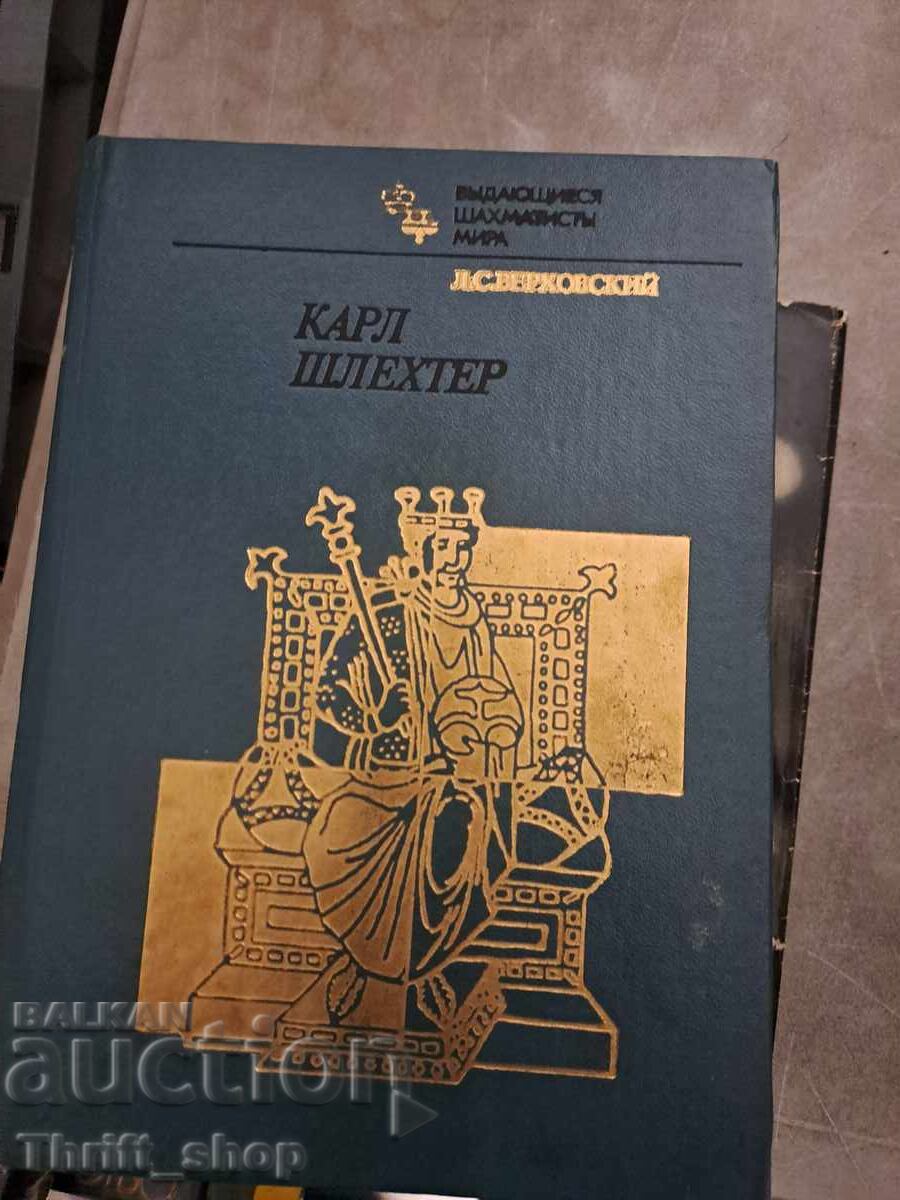 ВЫДАЮЩИЕСЯ
ШАХМАТИСТЫ
МИРА
Л.С.ВЕРХОВСКИЙ
КАРЛ
ШЛЕХТЕР
BALKAN
auction
Thrift_shop